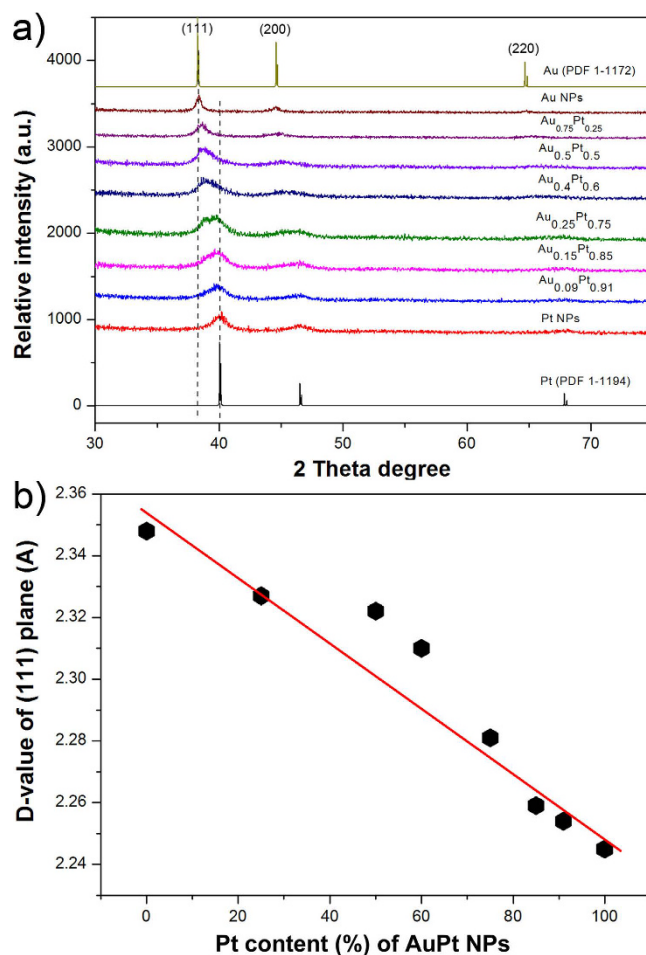 a)
(111)
(200)
(220)
4000
3000
2000
1000
0
Relative intensity (a.u.)
Au (PDF 1-1172)
Au NPs
Au0.75Pt0.25
Au0.5Pt0.5
Au0.4Pt0.6
Au0.25Pt0.75
Au0.15Pt0.85
Au0.09Pt0.91
Pt NPs
Pt (PDF 1-1194)
30 40 50 60 70
2 Theta degree
b)
2.36
2.34
2.32
2.30
2.28
2.26
2.24
D-value of (111) plane (A)
0 20 40 60 80 100
Pt content (%) of AuPt NPs